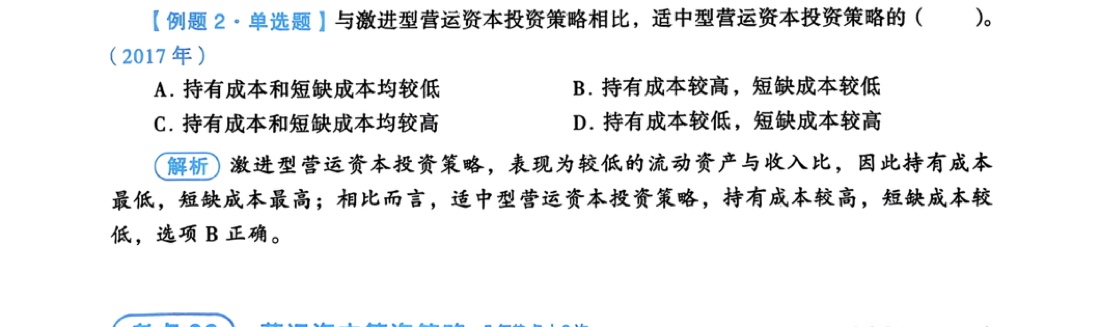 【例题2·单选题】与激进型营运资本投资策略相比，适中型营运资本投资策略的（  ）。
（2017年）
A. 持有成本和短缺成本均较低 B. 持有成本较高，短缺成本较低
C. 持有成本和短缺成本均较高 D. 持有成本较低，短缺成本较高
解析 激进型营运资本投资策略，表现为较低的流动资产与收入比，因此持有成本
最低，短缺成本最高；相比而言，适中型营运资本投资策略，持有成本较高，短缺成本较
低，选项 B 正确。